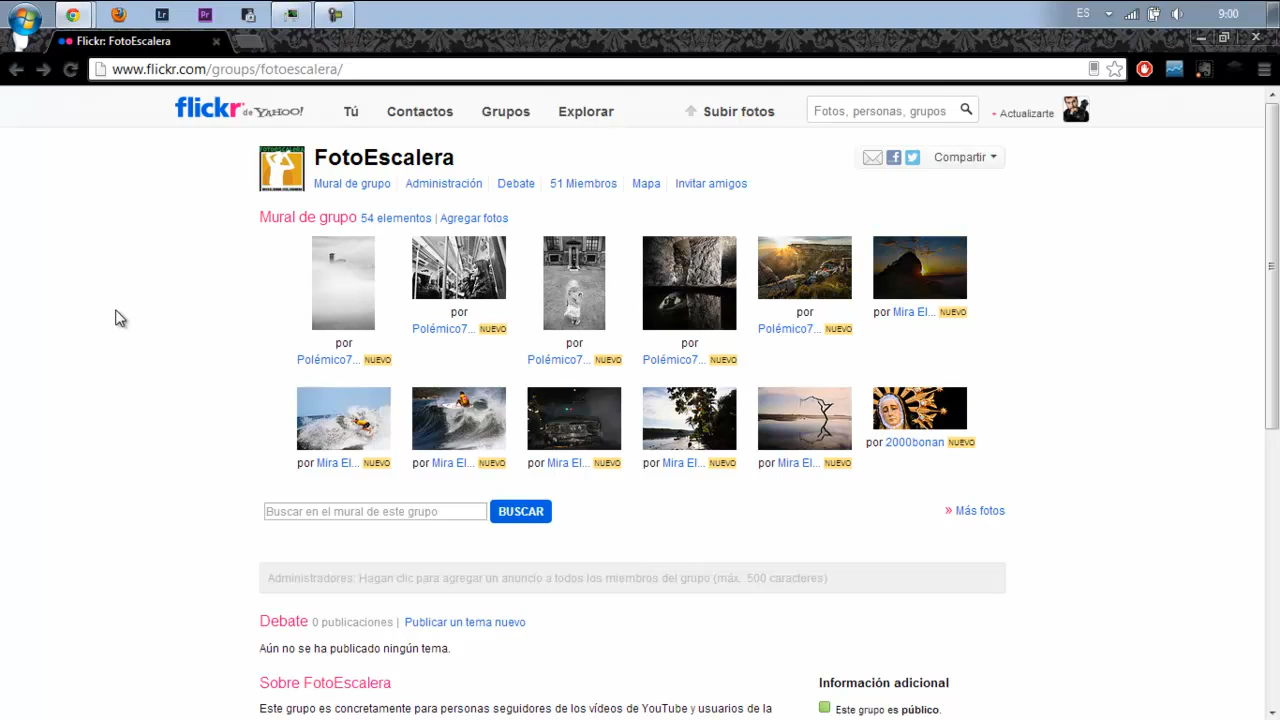 ES 9:00
Flickr: FotoEscalera
www.flickr.com/groups/fotoescalera/
flickr de YAHOO! Tú Contactos Grupos Explorar Subir fotos Fotos, personas, grupos Actualizarte
FotoEscalera Compartir
Mural de grupo Administración Debate 51 Miembros Mapa Invitar amigos
Mural de grupo 54 elementos | Agregar fotos
por por por Mira El... NUEVO
Polémico7... NUEVO Polémico7... NUEVO
por por por
Polémico7... NUEVO Polémico7... NUEVO Polémico7... NUEVO
por 2000bonan NUEVO
por Mira El... NUEVO por Mira El... NUEVO por Mira El... NUEVO por Mira El... NUEVO por Mira El... NUEVO
Buscar en el mural de este grupo BUSCAR » Más fotos
Administradores: Hagan clic para agregar un anuncio a todos los miembros del grupo (máx. 500 caracteres)
Debate 0 publicaciones | Publicar un tema nuevo
Aún no se ha publicado ningún tema.
Sobre FotoEscalera Información adicional
Este grupo es concretamente para personas seguidores de los vídeos de YouTube y usuarios de la Este grupo es público.